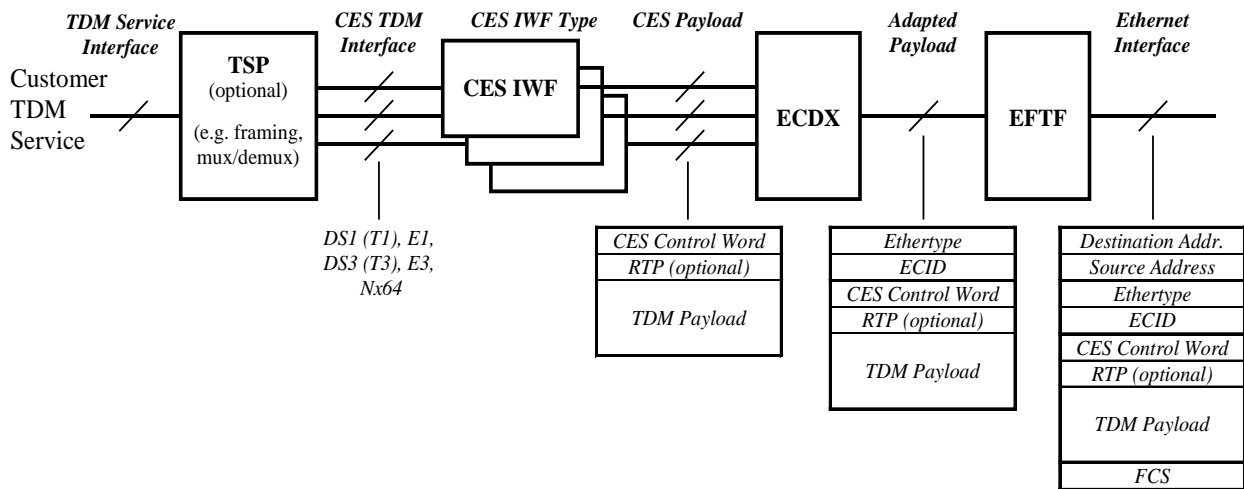 TDM Service
Interface
CES TDM
Interface
CES IWF Type
CES Payload
Adapted
Payload
Ethernet
Interface
Customer
TDM
Service
TSP
(optional)
(e.g. framing,
mux/demux)
CES IWF
ECDX
EFTF
DS1 (T1), E1,
DS3 (T3), E3,
Nx64
CES Control Word
RTP (optional)
TDM Payload
Ethertype
ECID
CES Control Word
RTP (optional)
TDM Payload
Destination Addr.
Source Address
Ethertype
ECID
CES Control Word
RTP (optional)
TDM Payload
FCS